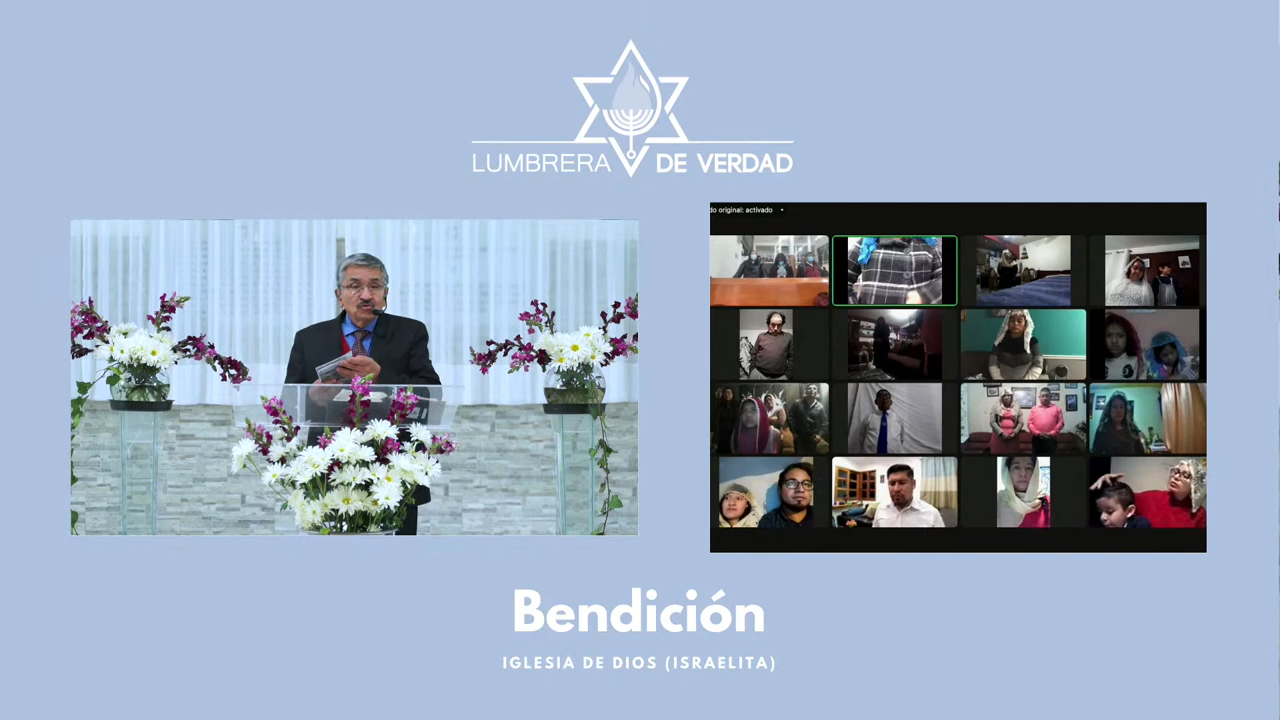 LUMBRERA DE VERDAD
do original: activado
Bendición
IGLESIA DE DIOS (ISRAELITA)